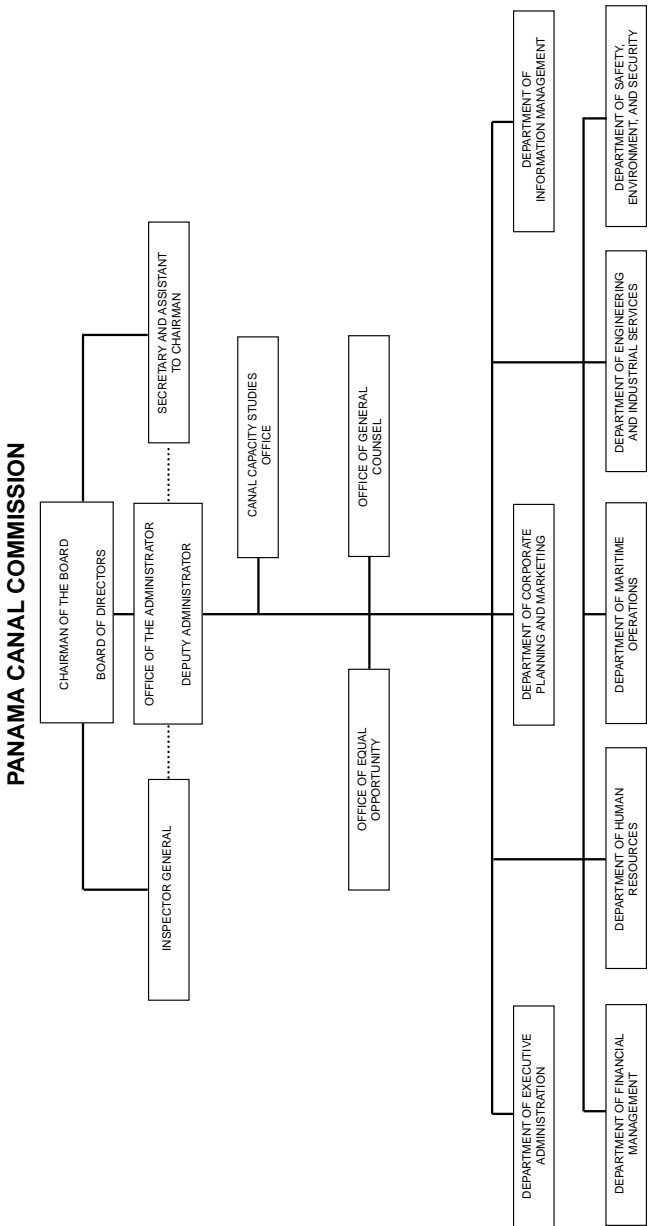 PANAMA CANAL COMMISSION
CHAIRMAN OF THE BOARD
BOARD OF DIRECTORS
INSPECTOR GENERAL
OFFICE OF THE ADMINISTRATOR
DEPUTY ADMINISTRATOR
SECRETARY AND ASSISTANT
TO CHAIRMAN
CANAL CAPACITY STUDIES
OFFICE
OFFICE OF EQUAL
OPPORTUNITY
OFFICE OF GENERAL
COUNSEL
DEPARTMENT OF EXECUTIVE
ADMINISTRATION
DEPARTMENT OF CORPORATE
PLANNING AND MARKETING
DEPARTMENT OF
INFORMATION MANAGEMENT
DEPARTMENT OF FINANCIAL
MANAGEMENT
DEPARTMENT OF HUMAN
RESOURCES
DEPARTMENT OF MARITIME
OPERATIONS
DEPARTMENT OF ENGINEERING
AND INDUSTRIAL SERVICES
DEPARTMENT OF SAFETY,
ENVIRONMENT, AND SECURITY